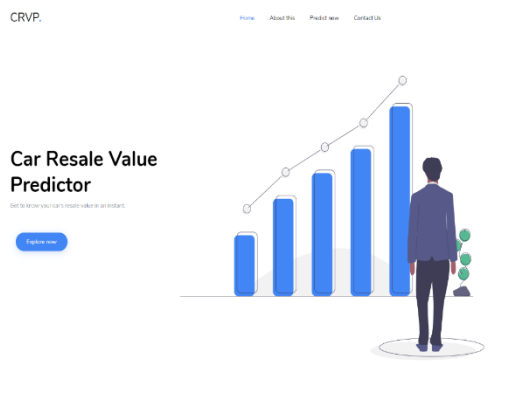 CRVP.
Home About this Predict now Contact Us
Car Resale Value
Predictor
Get to know your car's resale value in an instant.
Explore now